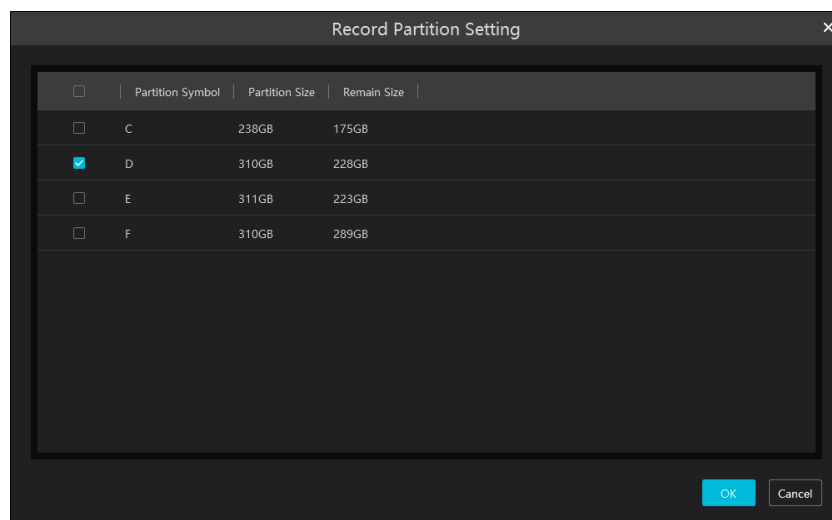 Record Partition Setting
Partition Symbol Partition Size Remain Size
C 238GB 175GB
D 310GB 228GB
E 311GB 223GB
F 310GB 289GB
OK Cancel